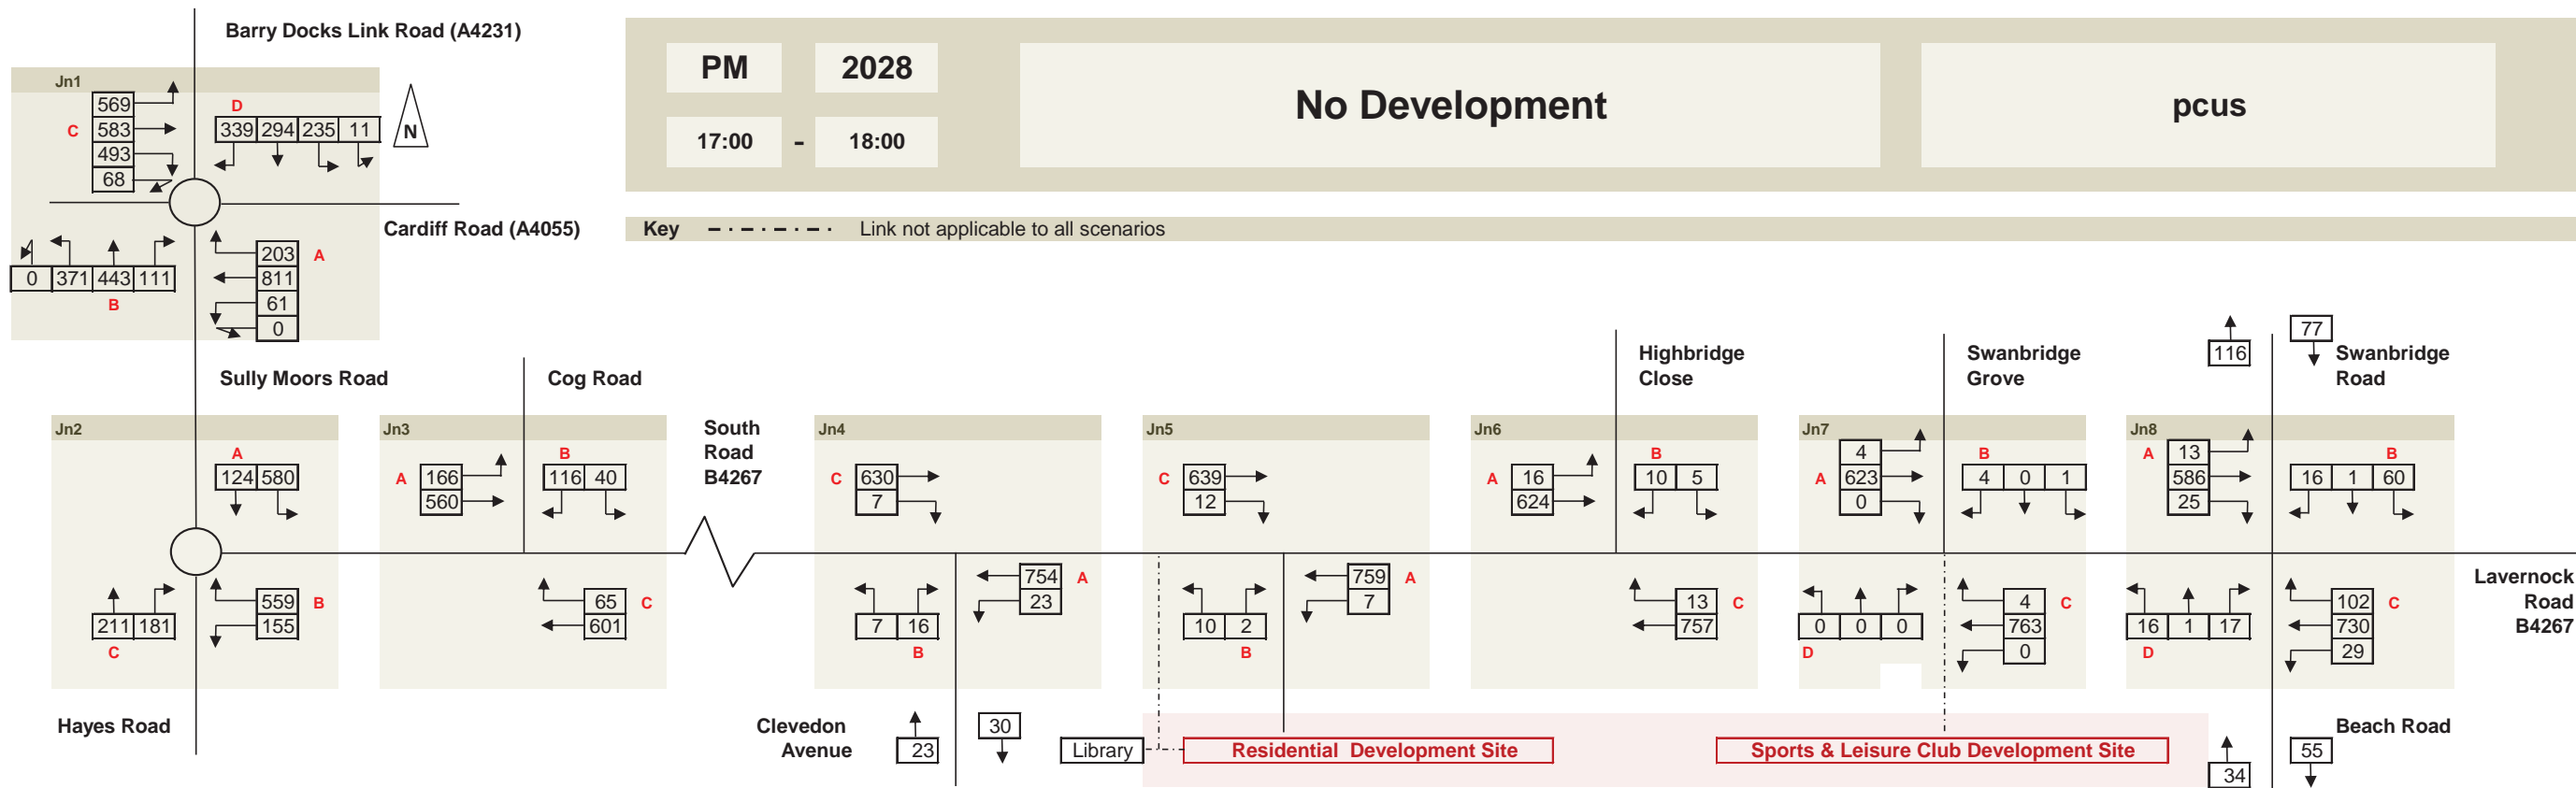 Barry Docks Link Road (A4231)
PM 2028
No Development
pcus
17:00 - 18:00
Key Link not applicable to all scenarios
Jn1
569
C 583
493
68
D
339 294 235 11
N
Cardiff Road (A4055)
203 A
811
61
0
0 371 443 111
B
Sully Moors Road
Cog Road
Highbridge
Close
Swanbridge
Grove
116
77
Swanbridge
Road
Jn2
A
124 580
559 B
155
211 181
C
Hayes Road
Jn3
A 166
560
B
116 40
65 C
601
South
Road
B4267
Jn4
C 630
7
754 A
23
7 16
B
Clevedon
Avenue
23
30
Jn5
C 639
12
759 A
7
10 2
B
Library
Residential Development Site
Jn6
A 16
624
B
10 5
13 C
757
Jn7
4
A 623
0
B
4 0 1
0 0 0
D
4 C
763
0
Sports & Leisure Club Development Site
Jn8
A 13
586
25
B
16 1 60
16 1 17
D
102 C
730
29
Lavernock
Road
B4267
34
55
Beach Road